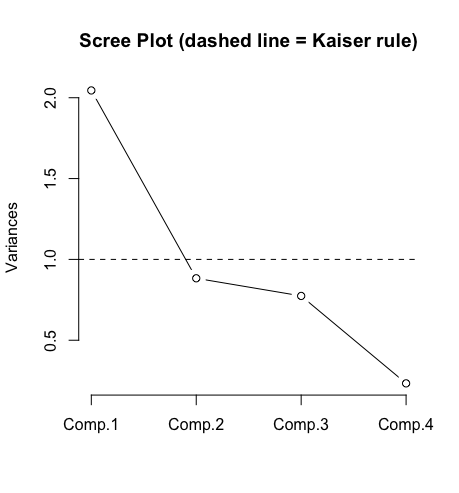 Scree Plot (dashed line = Kaiser rule)
Variances
2.0
1.5
1.0
0.5
Comp.1 Comp.2 Comp.3 Comp.4